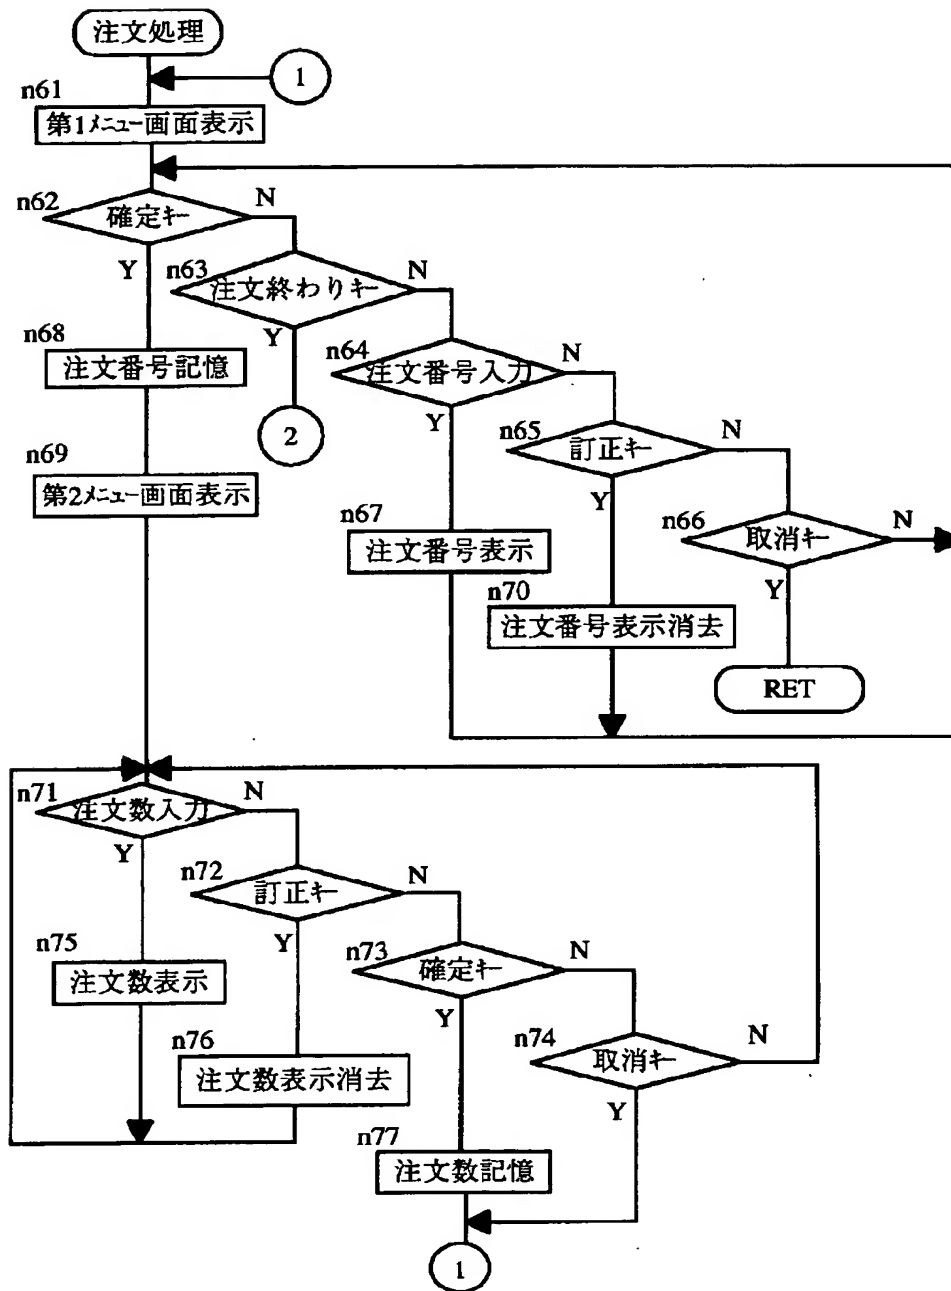 注文処理
1
n61
第1メニュー画面表示
n62
確定キー
N
Y
n63
注文終わりキー
N
Y
2
n64
注文番号入力
N
Y
n65
訂正キー
N
Y
n66
取消キー
N
Y
RET
n67
注文番号表示
n70
注文番号表示消去
n68
注文番号記憶
n69
第2メニュー画面表示
n71
注文数入力
N
Y
n72
訂正キー
N
Y
n73
確定キー
N
Y
n74
取消キー
N
Y
n75
注文数表示
n76
注文数表示消去
n77
注文数記憶
1